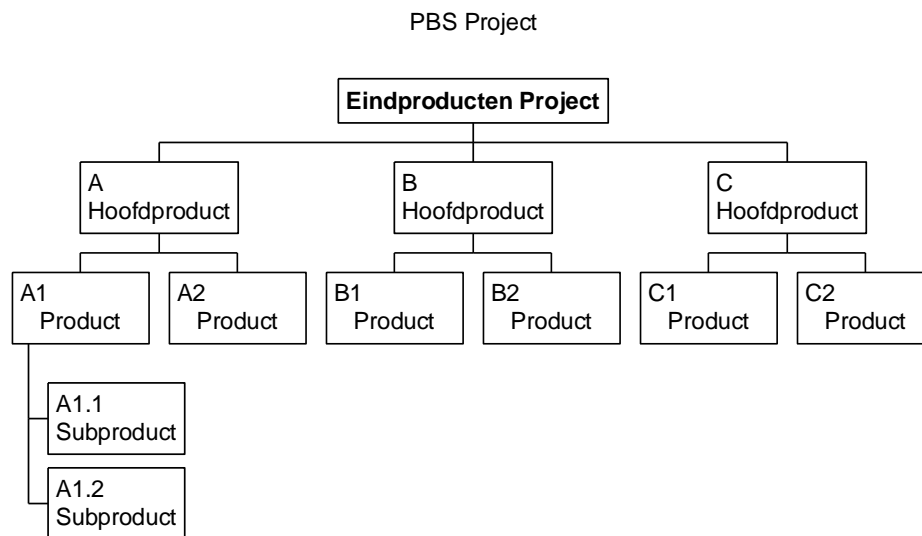 PBS Project
Eindproducten Project
A
Hoofdproduct
B
Hoofdproduct
C
Hoofdproduct
A1
Product
A2
Product
B1
Product
B2
Product
C1
Product
C2
Product
A1.1
Subproduct
A1.2
Subproduct